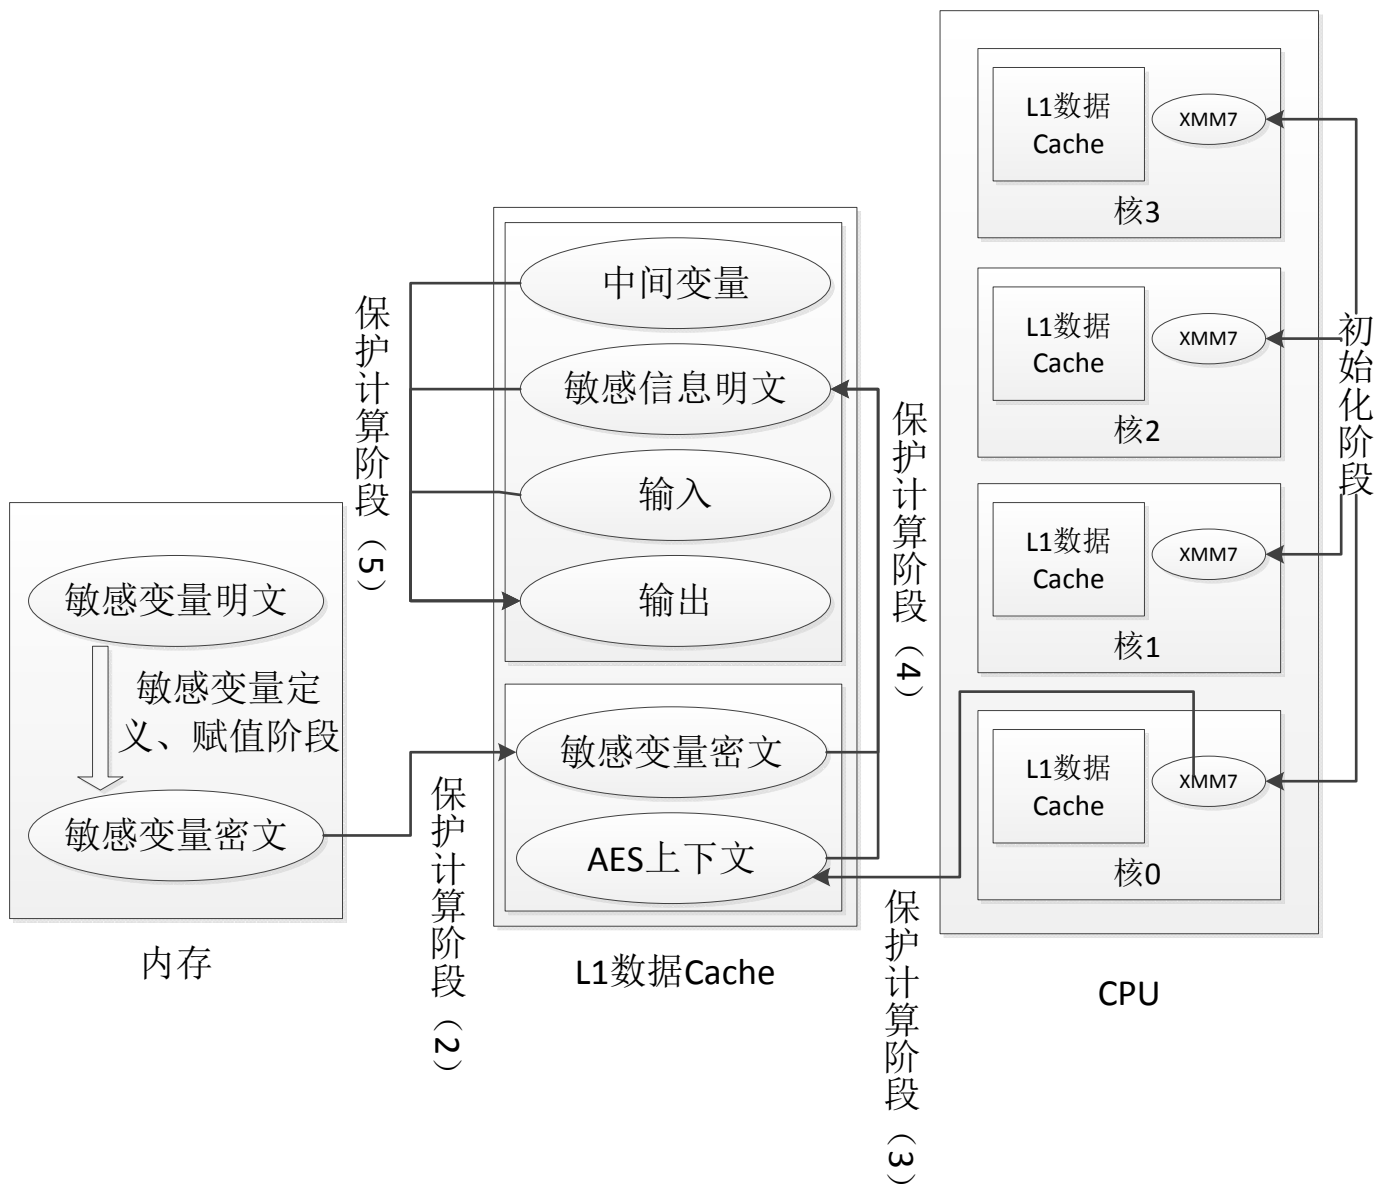 敏感变量明文
敏感变量定
义、赋值阶段
敏感变量密文
内存
保护计算阶段（2）
保护计算阶段（5）
中间变量
敏感信息明文
输入
输出
敏感变量密文
AES上下文
L1数据Cache
保护计算阶段（4）
保护计算阶段（3）
L1数据
Cache
XMM7
核3
L1数据
Cache
XMM7
核2
L1数据
Cache
XMM7
核1
L1数据
Cache
XMM7
核0
CPU
初始化阶段